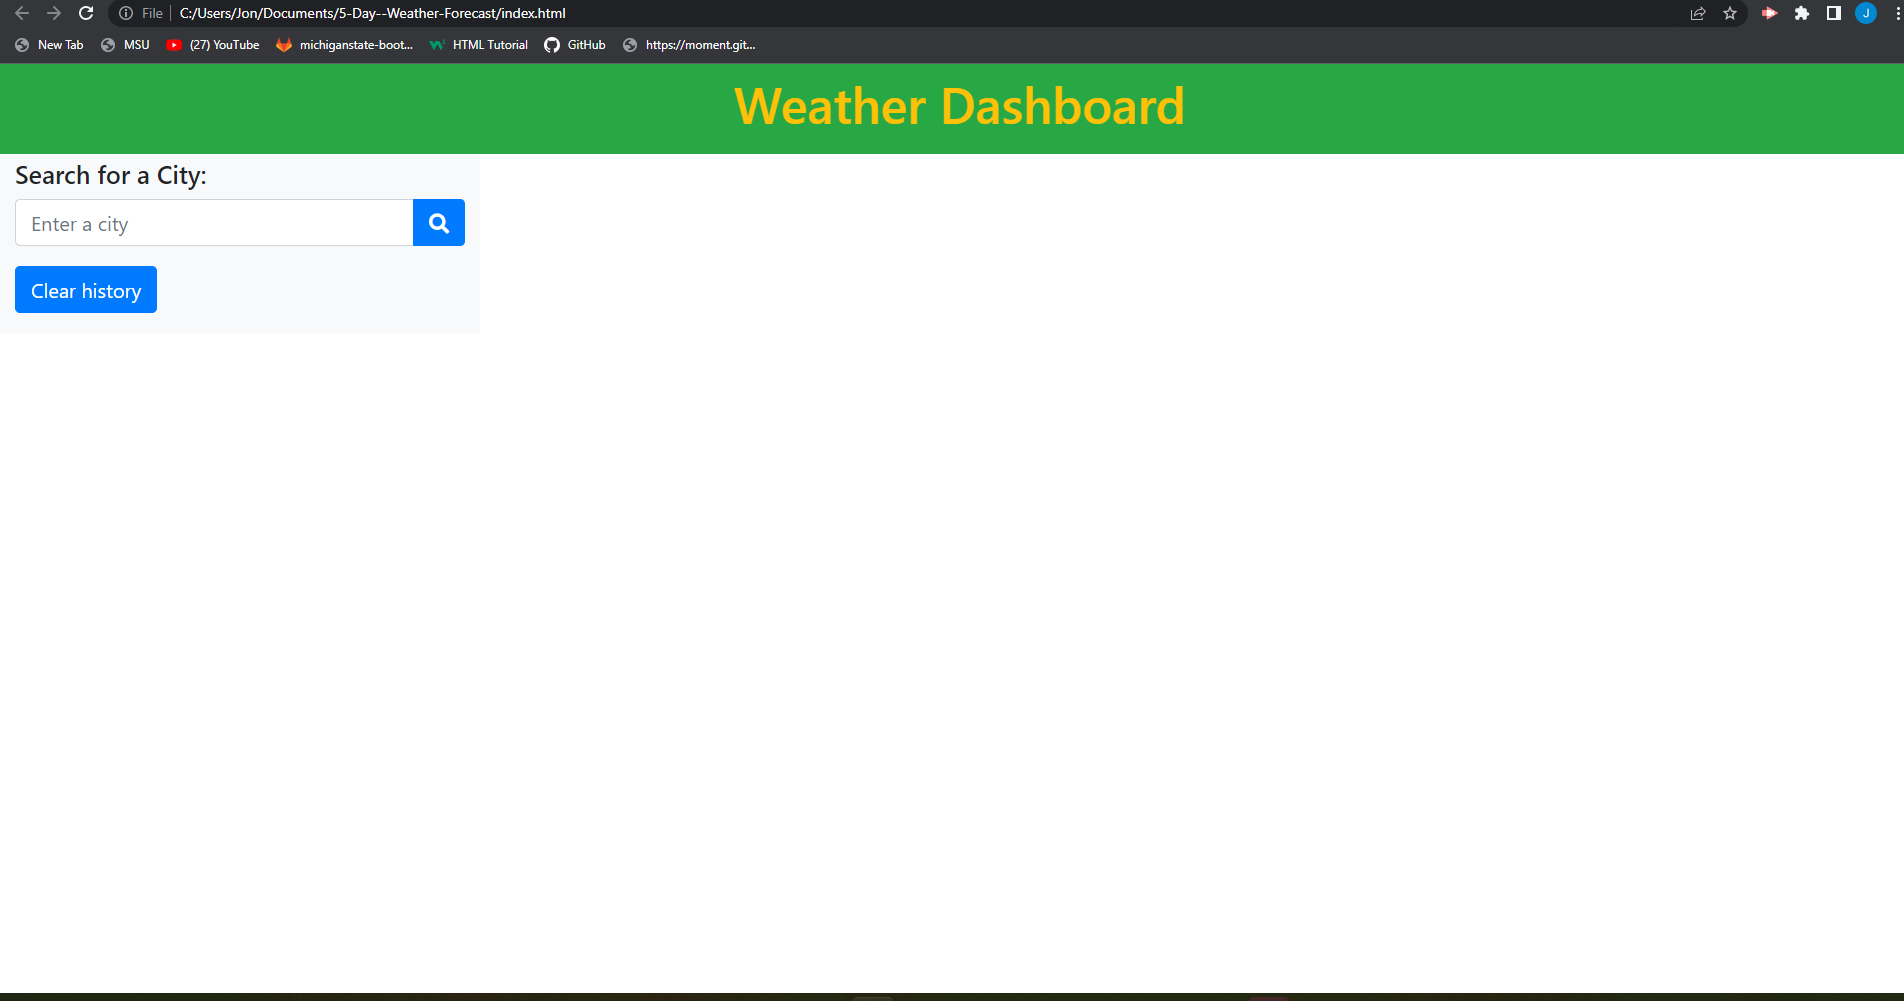 File C:/Users/Jon/Documents/5-Day--Weather-Forecast/index.html
J
New Tab MSU (27) YouTube michiganstate-boot... HTML Tutorial GitHub https://moment.git...
Weather Dashboard
Search for a City:
Enter a city
Clear history